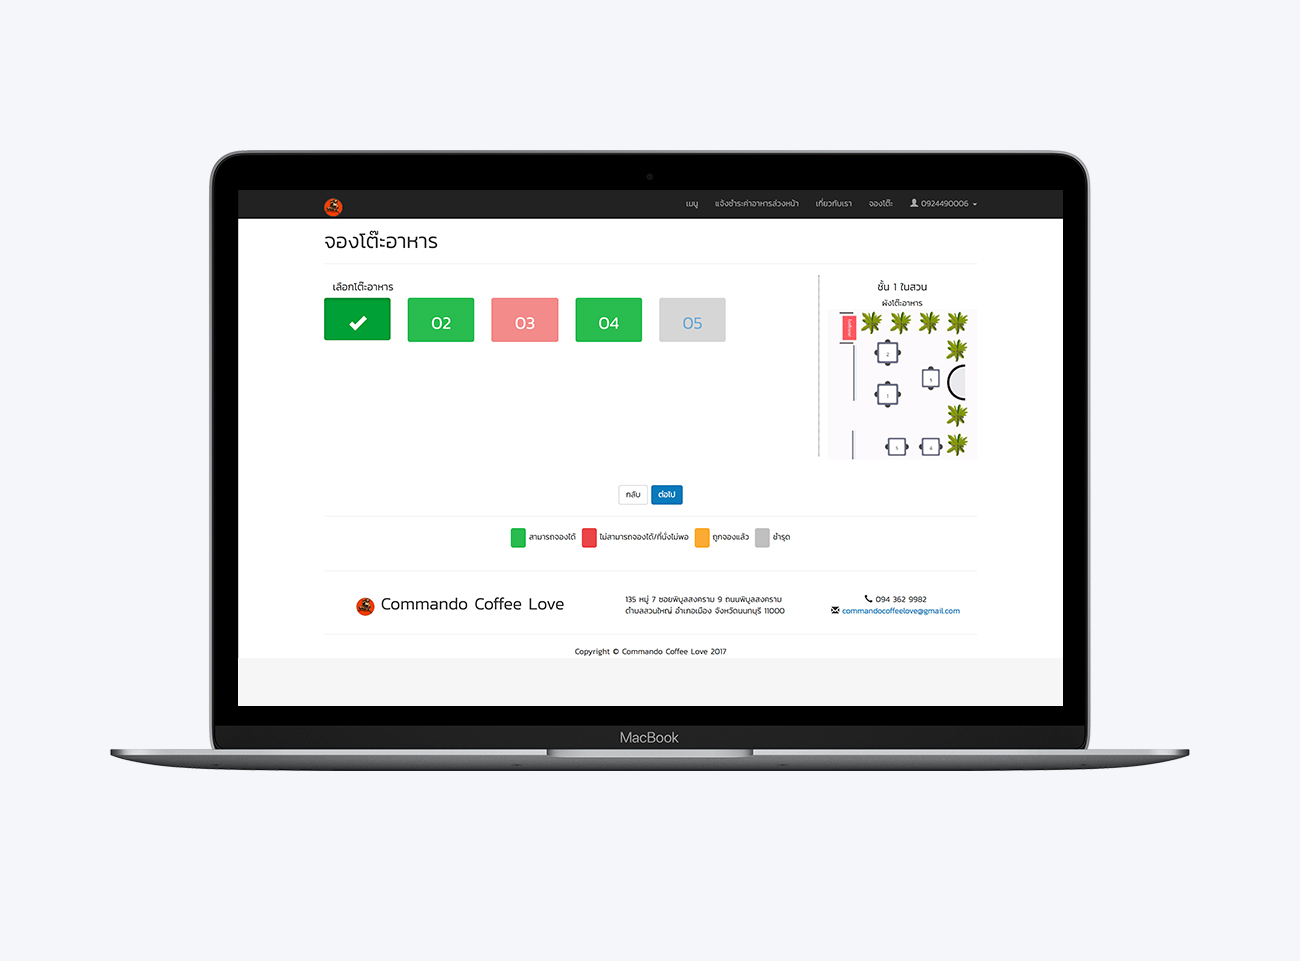 เมนู แจ้งชำระค่าอาหารล่วงหน้า เกี่ยวกับเรา จองโต๊ะ 0924490006
จองโต๊ะอาหาร
เลือกโต๊ะอาหาร
02 03 04 05
ชั้น 1 ในสวน
ผังโต๊ะอาหาร
2
1
กลับ ต่อไป
สามารถจองได้ ไม่สามารถจองได้/ที่นั่งไม่พอ ถูกจองแล้ว ชำรุด
Commando Coffee Love
135 หมู่ 7 ซอยพิบูลสงคราม 9 ถนนพิบูลสงคราม
ตำบลสวนใหญ่ อำเภอเมือง จังหวัดนนทบุรี 11000
094 362 9982
commandocoffeelove@gmail.com
Copyright © Commando Coffee Love 2017
MacBook